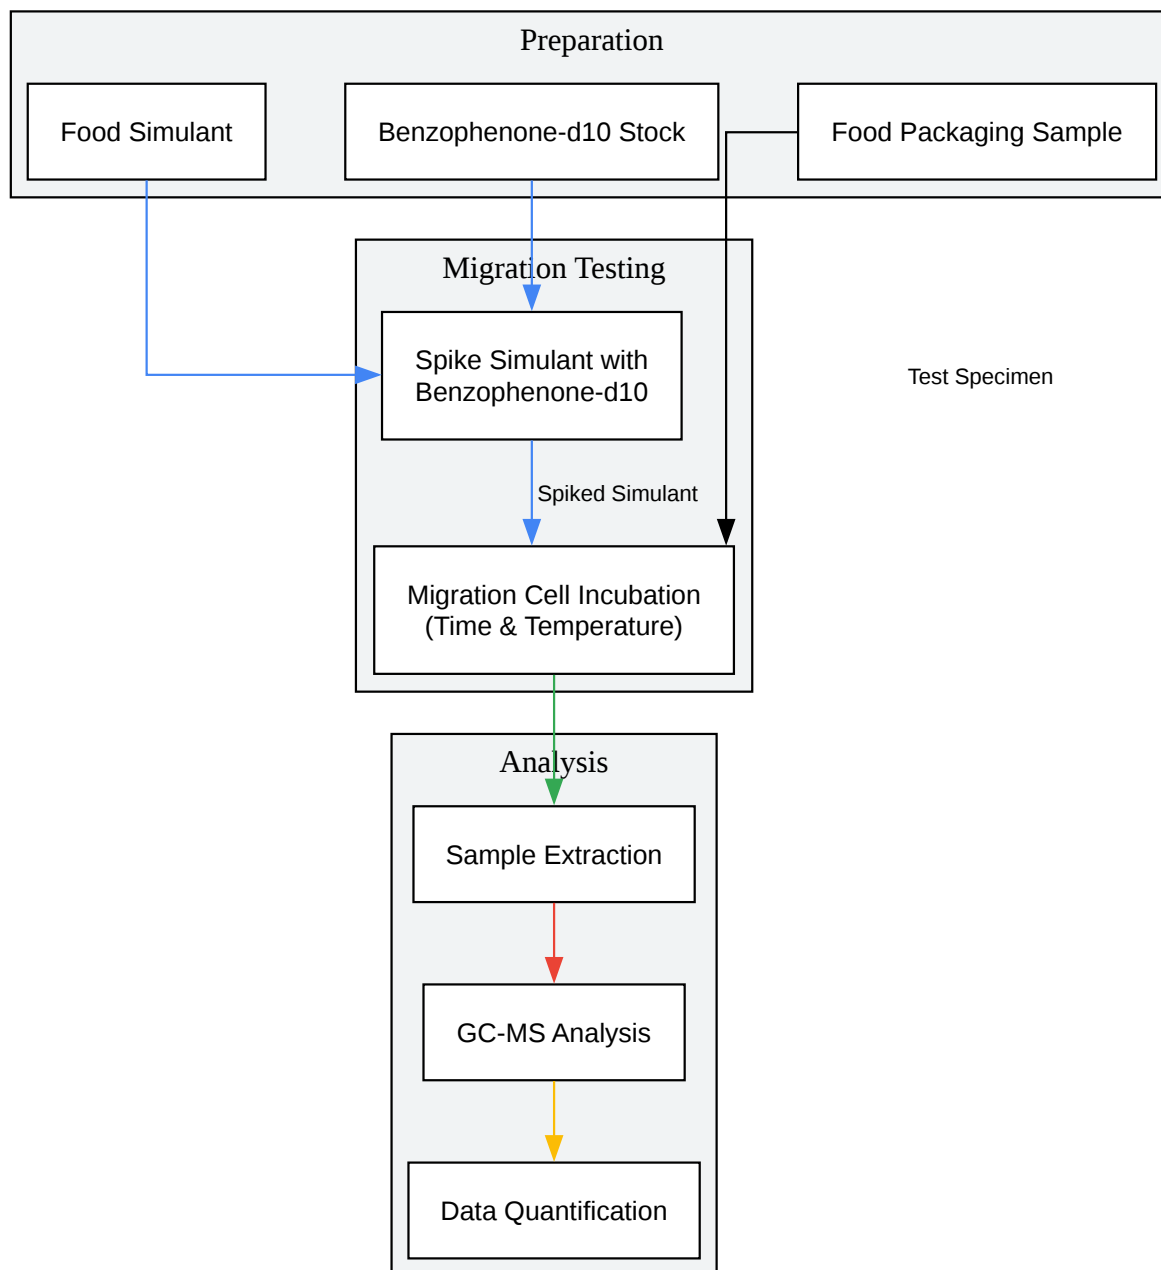 Preparation
Food Simulant
Benzophenone-d10 Stock
Food Packaging Sample
Migration Testing
Spike Simulant with
Benzophenone-d10
Test Specimen
Spiked Simulant
Migration Cell Incubation
(Time & Temperature)
Analysis
Sample Extraction
GC-MS Analysis
Data Quantification